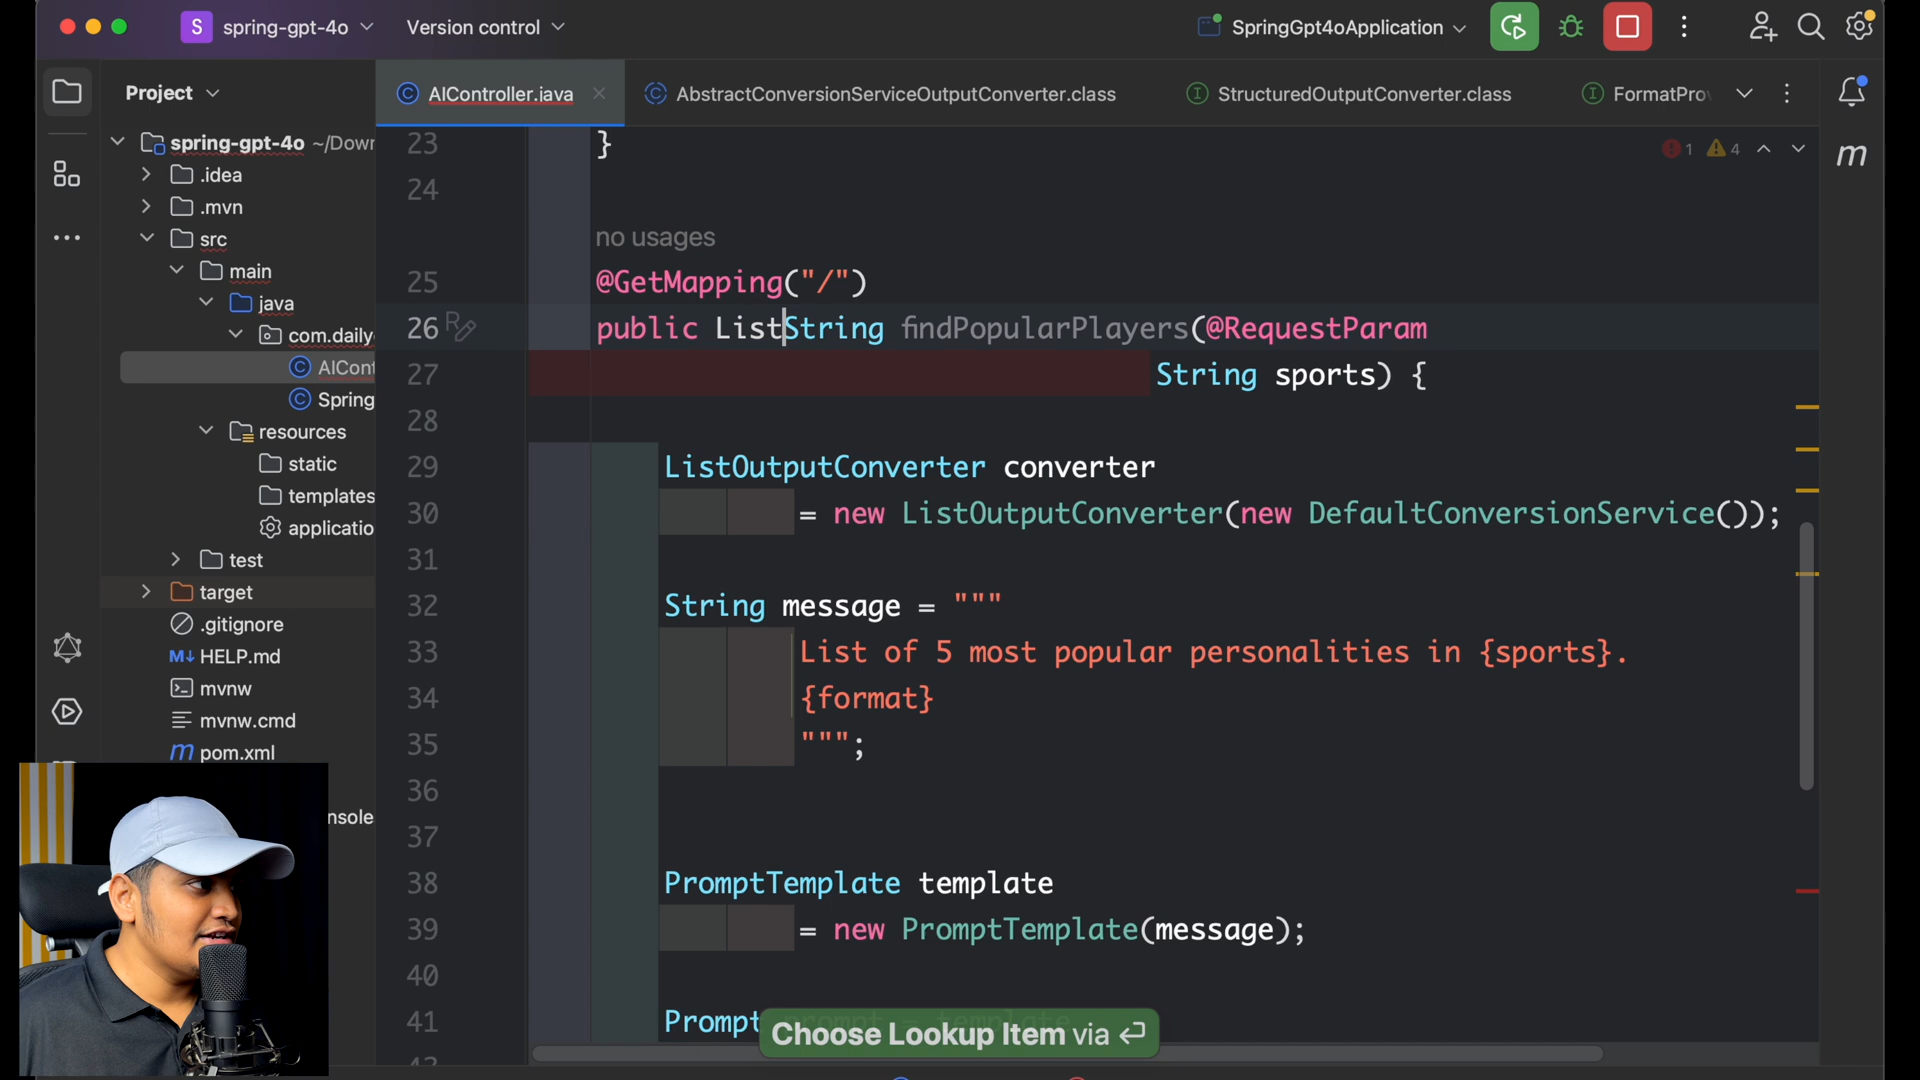 S spring-gpt-4o Version control SpringGpt4oApplication
Project
AIController.java AbstractConversionServiceOutputConverter.class StructuredOutputConverter.class FormatPro
spring-gpt-4o ~/Down
.idea
.mvn
src
main
java
com.daily
AICont
Spring
resources
static
templates
applicatio
test
target
.gitignore
M↓ HELP.md
mvnw
mvnw.cmd
m pom.xml
nsole
1 4
m
23 }
24
no usages
25 @GetMapping("/")
26 public ListString findPopularPlayers(@RequestParam
27 String sports) {
28
29 ListOutputConverter converter
30 = new ListOutputConverter(new DefaultConversionService());
31
32 String message = """
33 List of 5 most popular personalities in {sports}.
34 {format}
35 """;
36
37
38 PromptTemplate template
39 = new PromptTemplate(message);
40
41 Prompt prompt = template
Choose Lookup Item via ↵